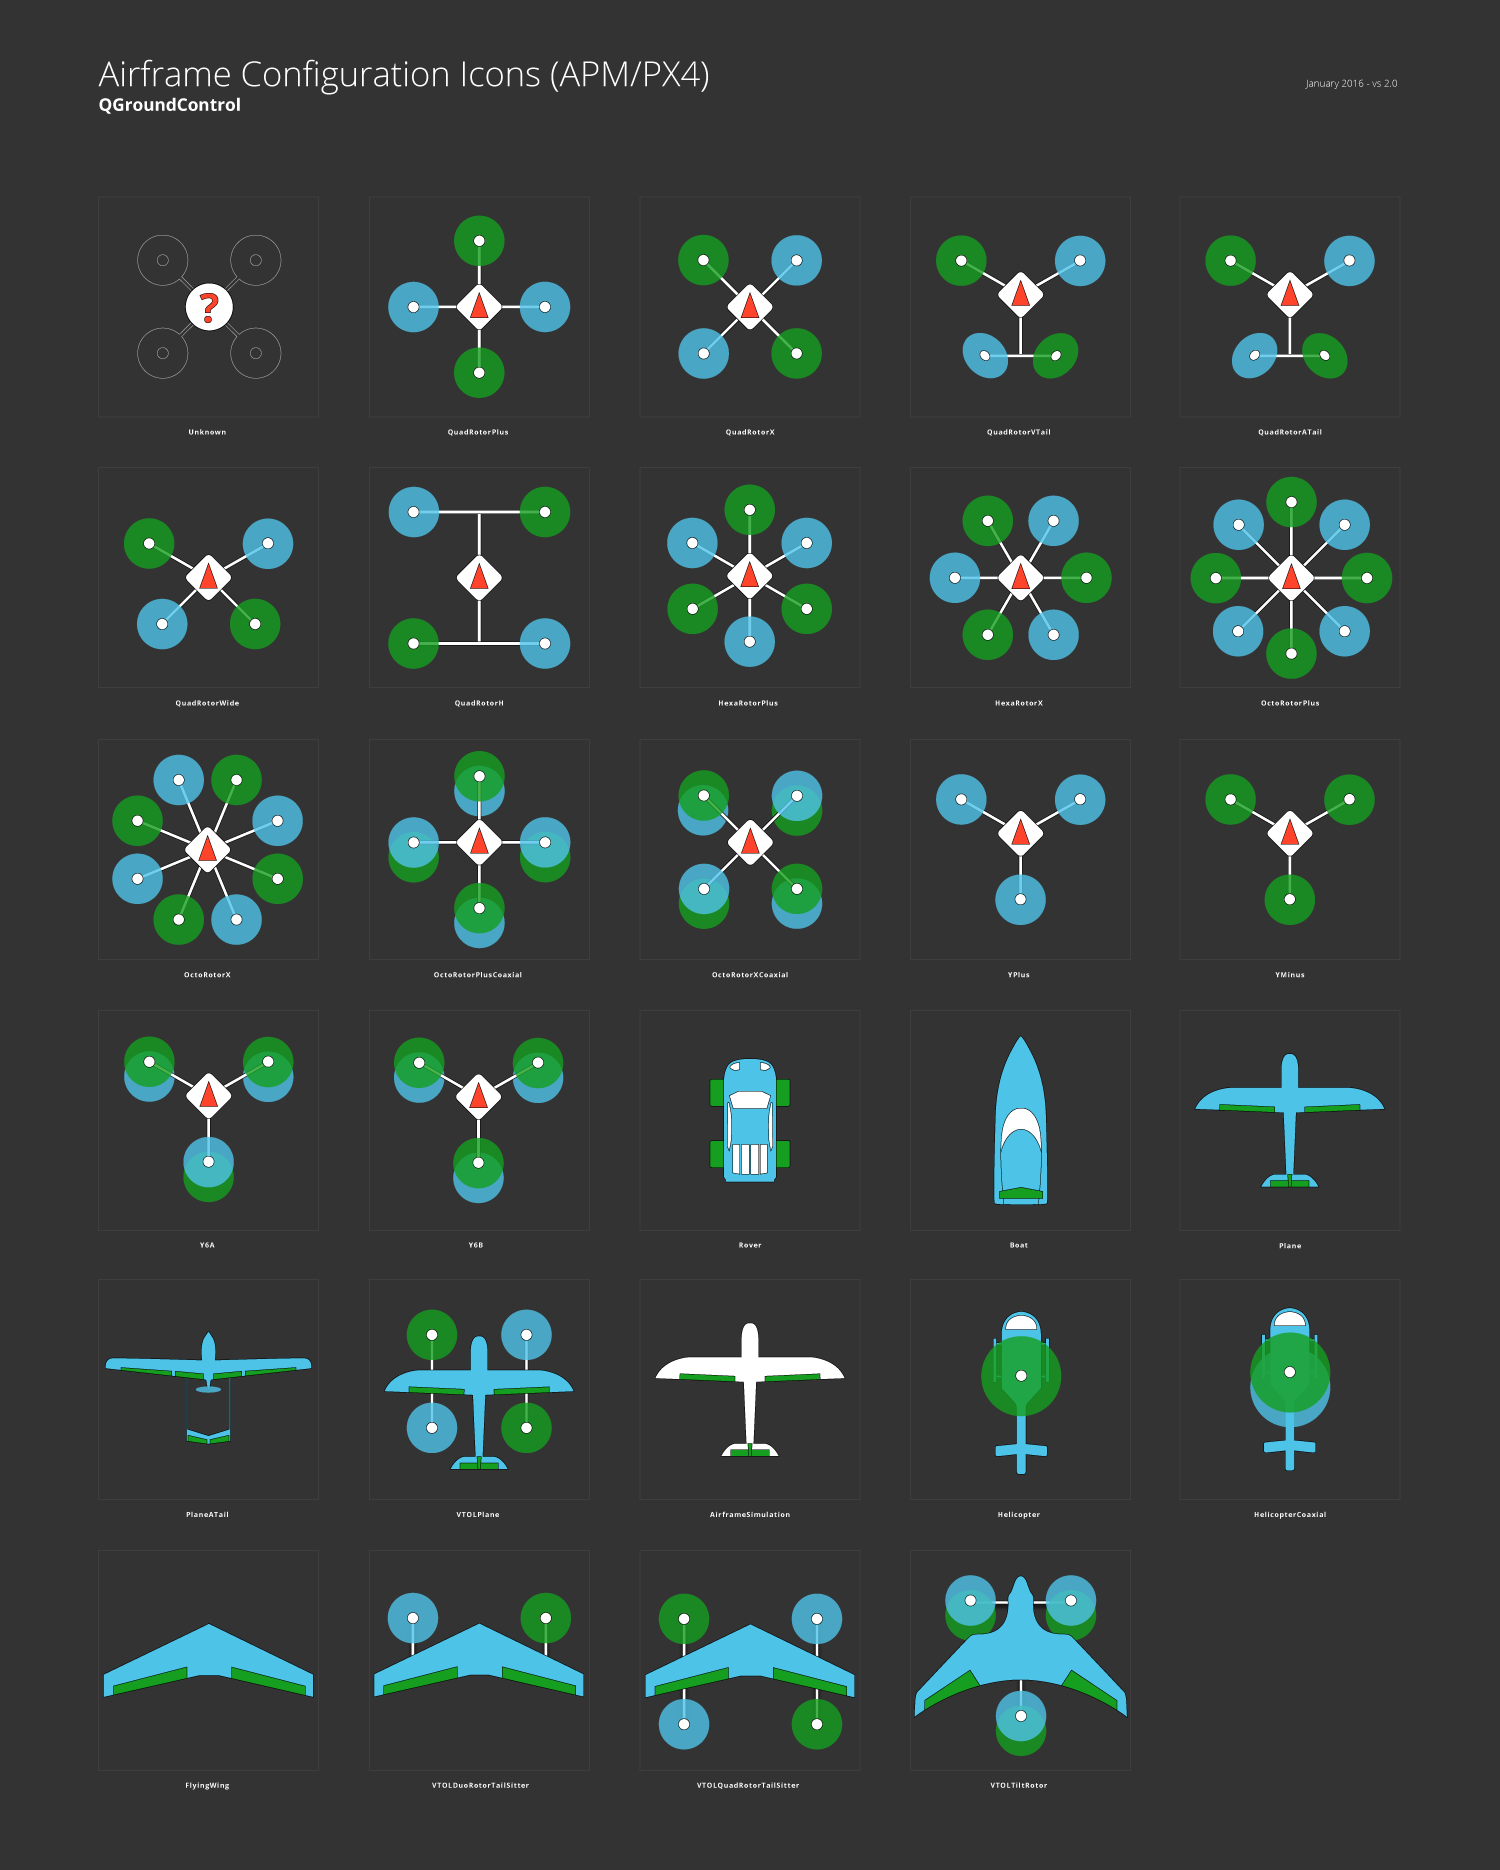 Airframe Configuration Icons (APM/PX4)
January 2016 - vs 2.0
QGroundControl
?
Unknown
QuadRotorPlus
QuadRotorX
QuadRotorVTail
QuadRotorATail
QuadRotorWide
QuadRotorH
HexaRotorPlus
HexaRotorX
OctoRotorPlus
OctoRotorX
OctoRotorPlusCoaxial
OctoRotorXCoaxial
YPlus
YMinus
Y6A
Y6B
Rover
Boat
Plane
PlaneATail
VTOLPlane
AirframeSimulation
Helicopter
HelicopterCoaxial
FlyingWing
VTOLDuoRotorTailSitter
VTOLQuadRotorTailSitter
VTOLTiltRotor